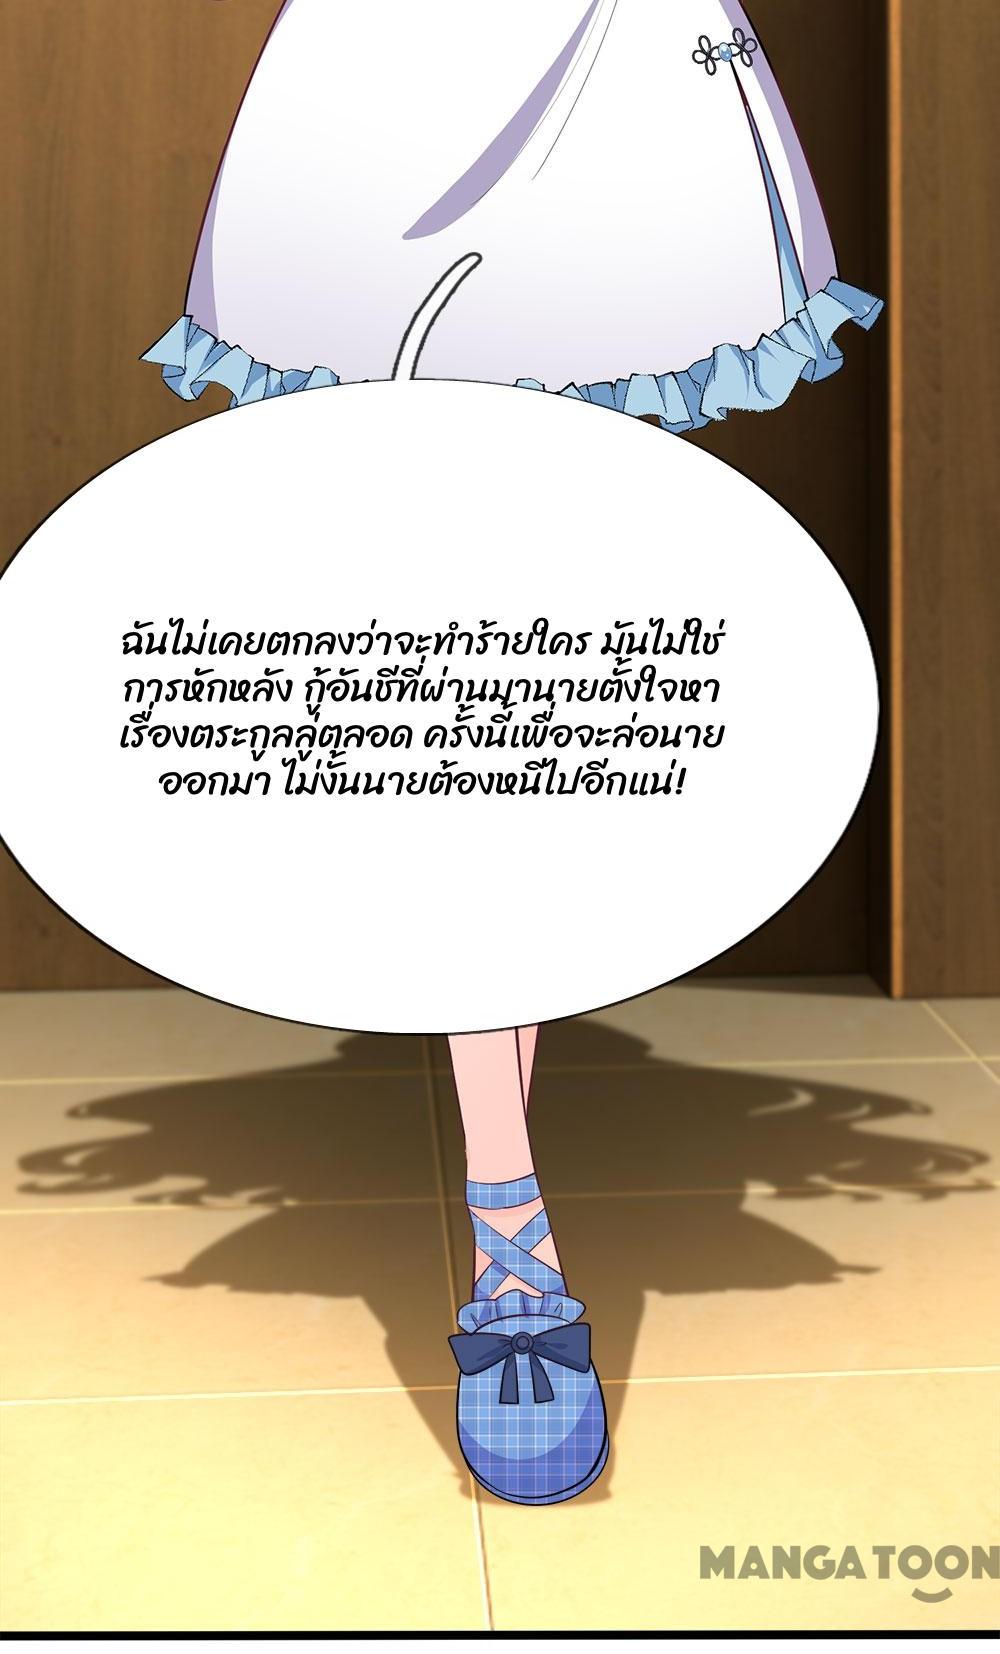 ฉันไม่เคยตกลงว่าจะทำร้ายใคร มันไม่ใช่
การหักหลัง กู้อันชีที่ผ่านมานายตั้งใจหา
เรื่องตระกูลลู่ตลอด ครั้งนี้เพื่อจะล่อนาย
ออกมา ไม่งั้นนายต้องหนีไปอีกแน่!
MANGATOON